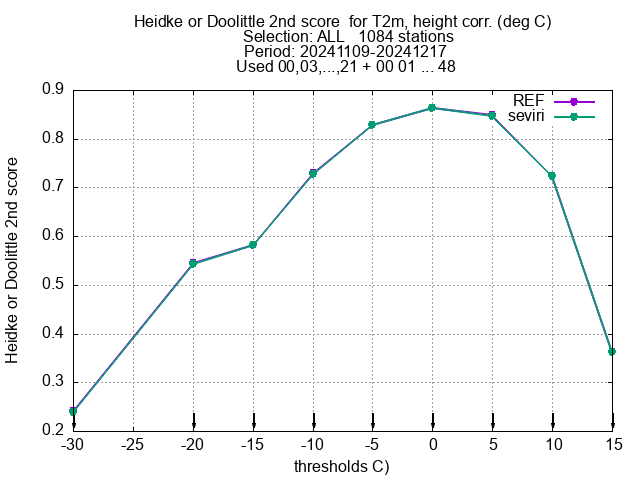 Heidke or Doolittle 2nd score  for T2m, height corr. (deg C)
Selection: ALL   1084 stations
Period: 20241109-20241217
Used 00,03,...,21 + 00 01 ... 48
REF
seviri
Heidke or Doolittle 2nd score
0.9
0.8
0.7
0.6
0.5
0.4
0.3
0.2
-30 -25 -20 -15 -10 -5 0 5 10 15
thresholds C)